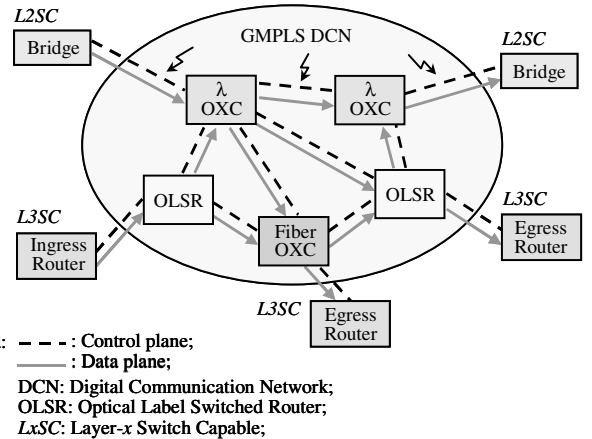 L2SC
Bridge
GMPLS DCN
L2SC
Bridge
λ
OXC
λ
OXC
OLSR
OLSR
L3SC
Ingress
Router
Fiber
OXC
L3SC
Egress
Router
L3SC
Egress
Router
: Control plane;
: Data plane;
DCN: Digital Communication Network;
OLSR: Optical Label Switched Router;
LxSC: Layer-x Switch Capable;